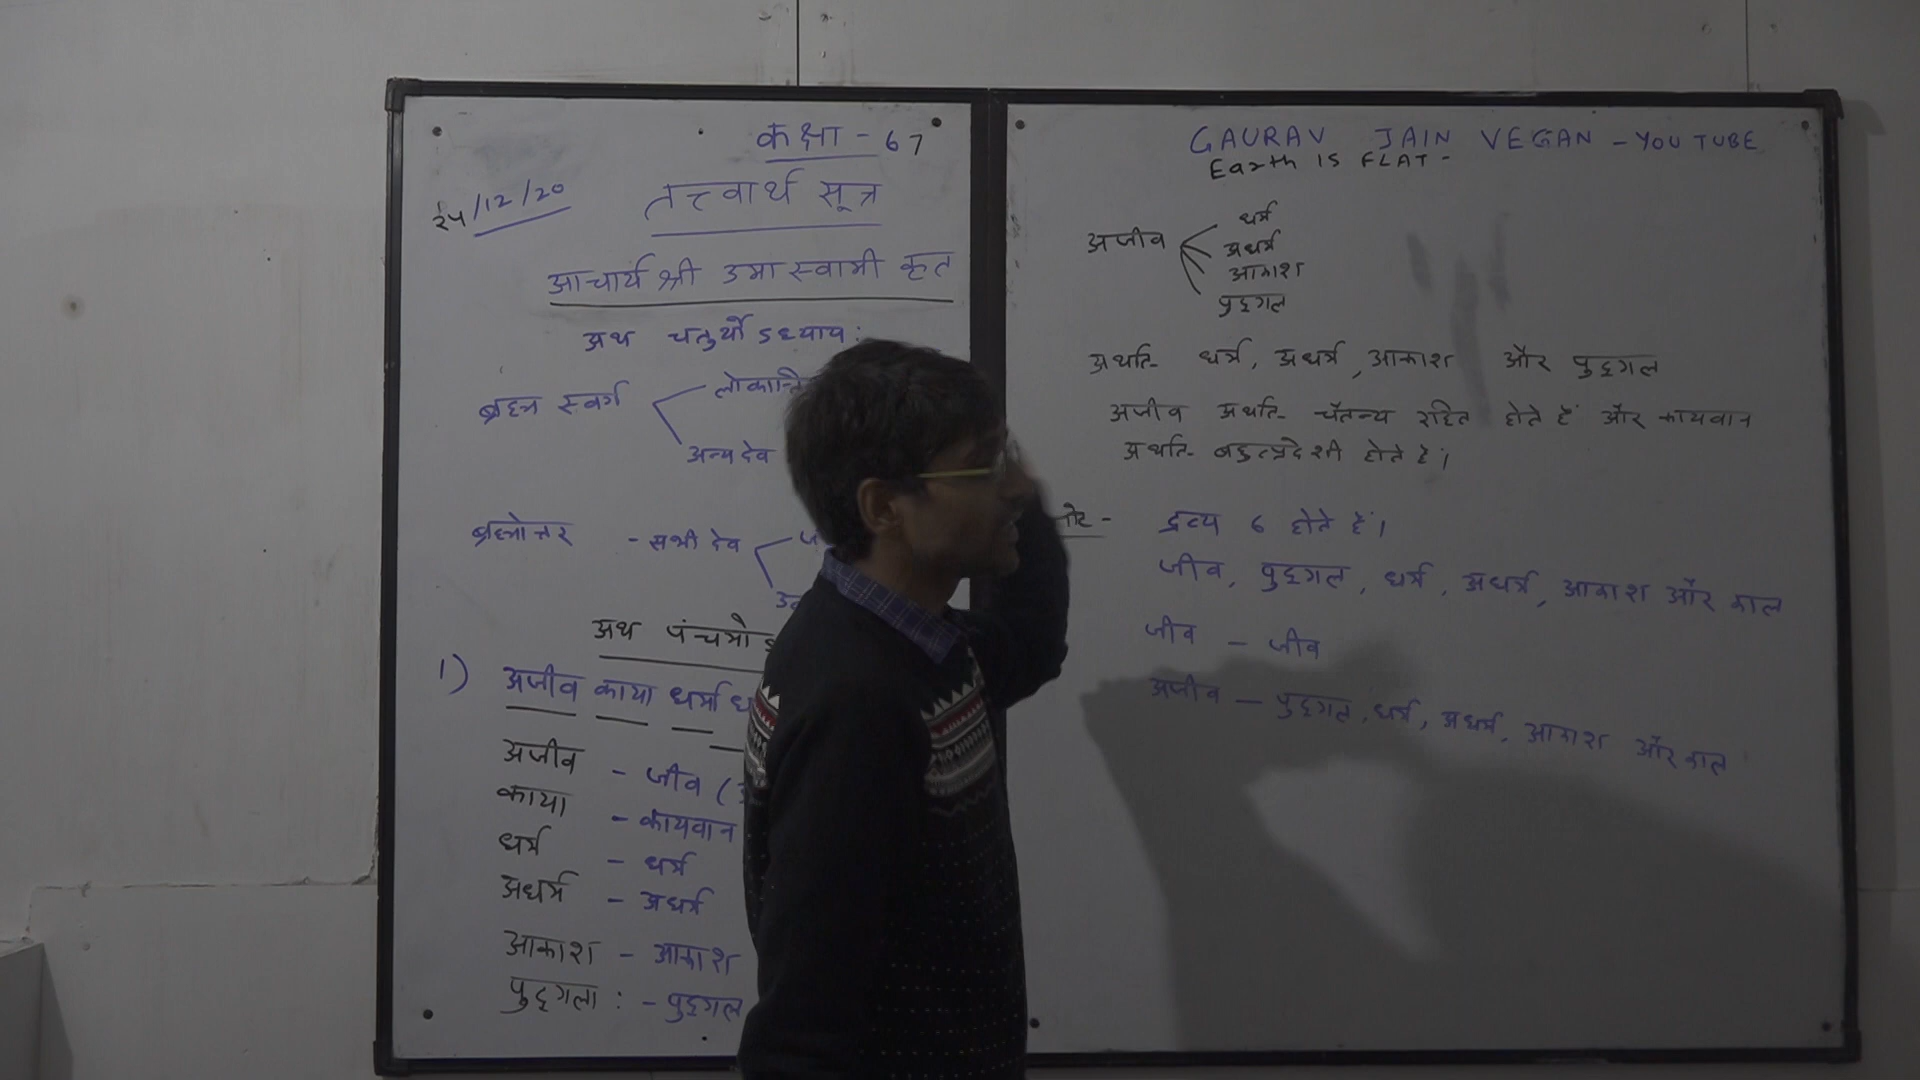 कक्षा - 67
२५/12/20
तत्त्वार्थ सूत्र
आचार्य श्री उमास्वामी कृत
अथ चतुर्थोऽध्याय:
ब्रह्म स्वर्ग
लोकान्ति
अन्यदेव
ब्रह्मोत्तर - सभी देव
अथ पंचमो
1) अजीव काया धर्माध
अजीव - जीव (
काया - कायवान
धर्म - धर्म
अधर्म - अधर्म
आकाश - आकाश
पुद्गला: - पुद्गल
GAURAV JAIN VEGAN - YOUTUBE
Earth IS FLAT -
धर्म
अजीव
अधर्म
आकाश
पुद्गल
अर्थात- धर्म, अधर्म, आकाश और पुद्गल
अजीव अर्थात- चैतन्य रहित होते हैं और कायवान
अर्थात- बहुत्प्रदेशी होते है।
नोट - द्रव्य 6 होते हैं।
जीव, पुद्गल, धर्म, अधर्म, आकाश और काल
जीव - जीव
अजीव - पुद्गल, धर्म, अधर्म, आकाश और काल